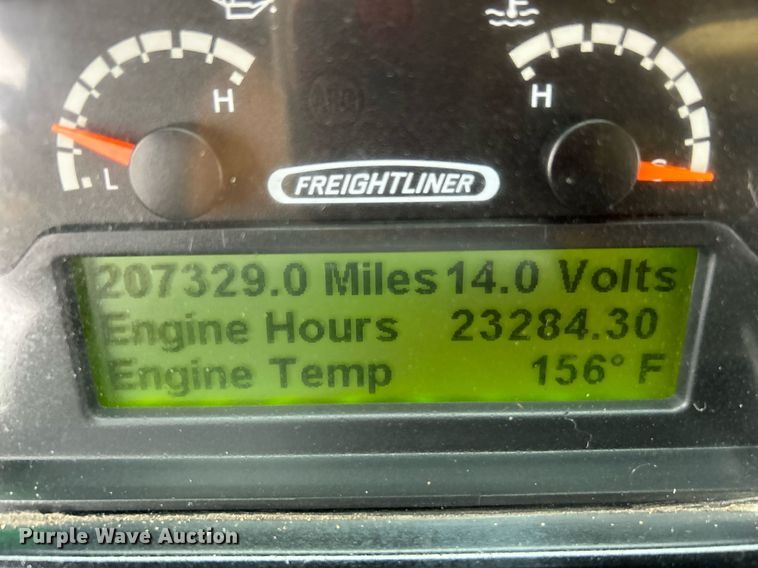 H
H
L
C
FREIGHTLINER
207329.0 Miles 14.0 Volts
Engine Hours 23284.30
Engine Temp 156° F
Purple Wave Auction